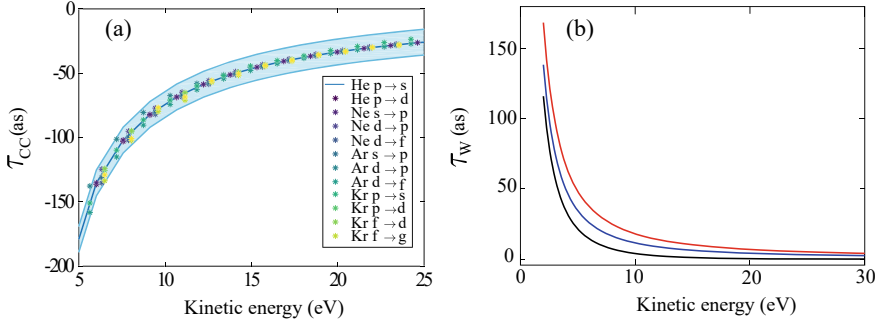 (a)
0
-50
-100
-150
-200
τCC(as)
He p→s
He p→d
Ne s→p
Ne d→p
Ne d→f
Ar s→p
Ar d→p
Ar d→f
Kr p→s
Kr p→d
Kr f→d
Kr f→g
5 10 15 20 25
Kinetic energy (eV)
(b)
150
100
50
0
τW(as)
0 10 20 30
Kinetic energy (eV)